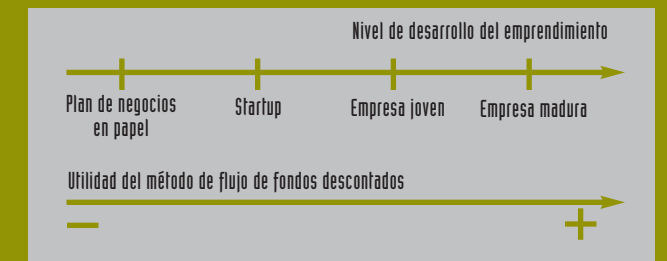 Nivel de desarrollo del emprendimiento
Plan de negocios
en papel
Startup
Empresa joven
Empresa madura
Utilidad del método de flujo de fondos descontados
− +